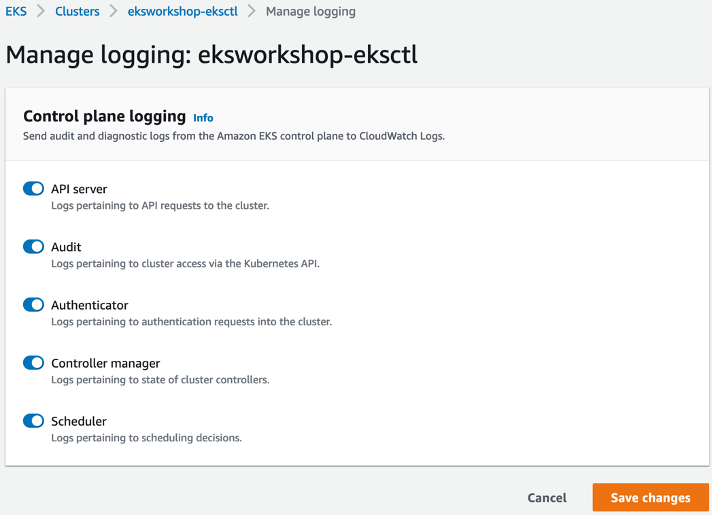 EKS > Clusters > eksworkshop-eksctl > Manage logging
Manage logging: eksworkshop-eksctl
Control plane logging Info
Send audit and diagnostic logs from the Amazon EKS control plane to CloudWatch Logs.
API server
Logs pertaining to API requests to the cluster.
Audit
Logs pertaining to cluster access via the Kubernetes API.
Authenticator
Logs pertaining to authentication requests into the cluster.
Controller manager
Logs pertaining to state of cluster controllers.
Scheduler
Logs pertaining to scheduling decisions.
Cancel Save changes